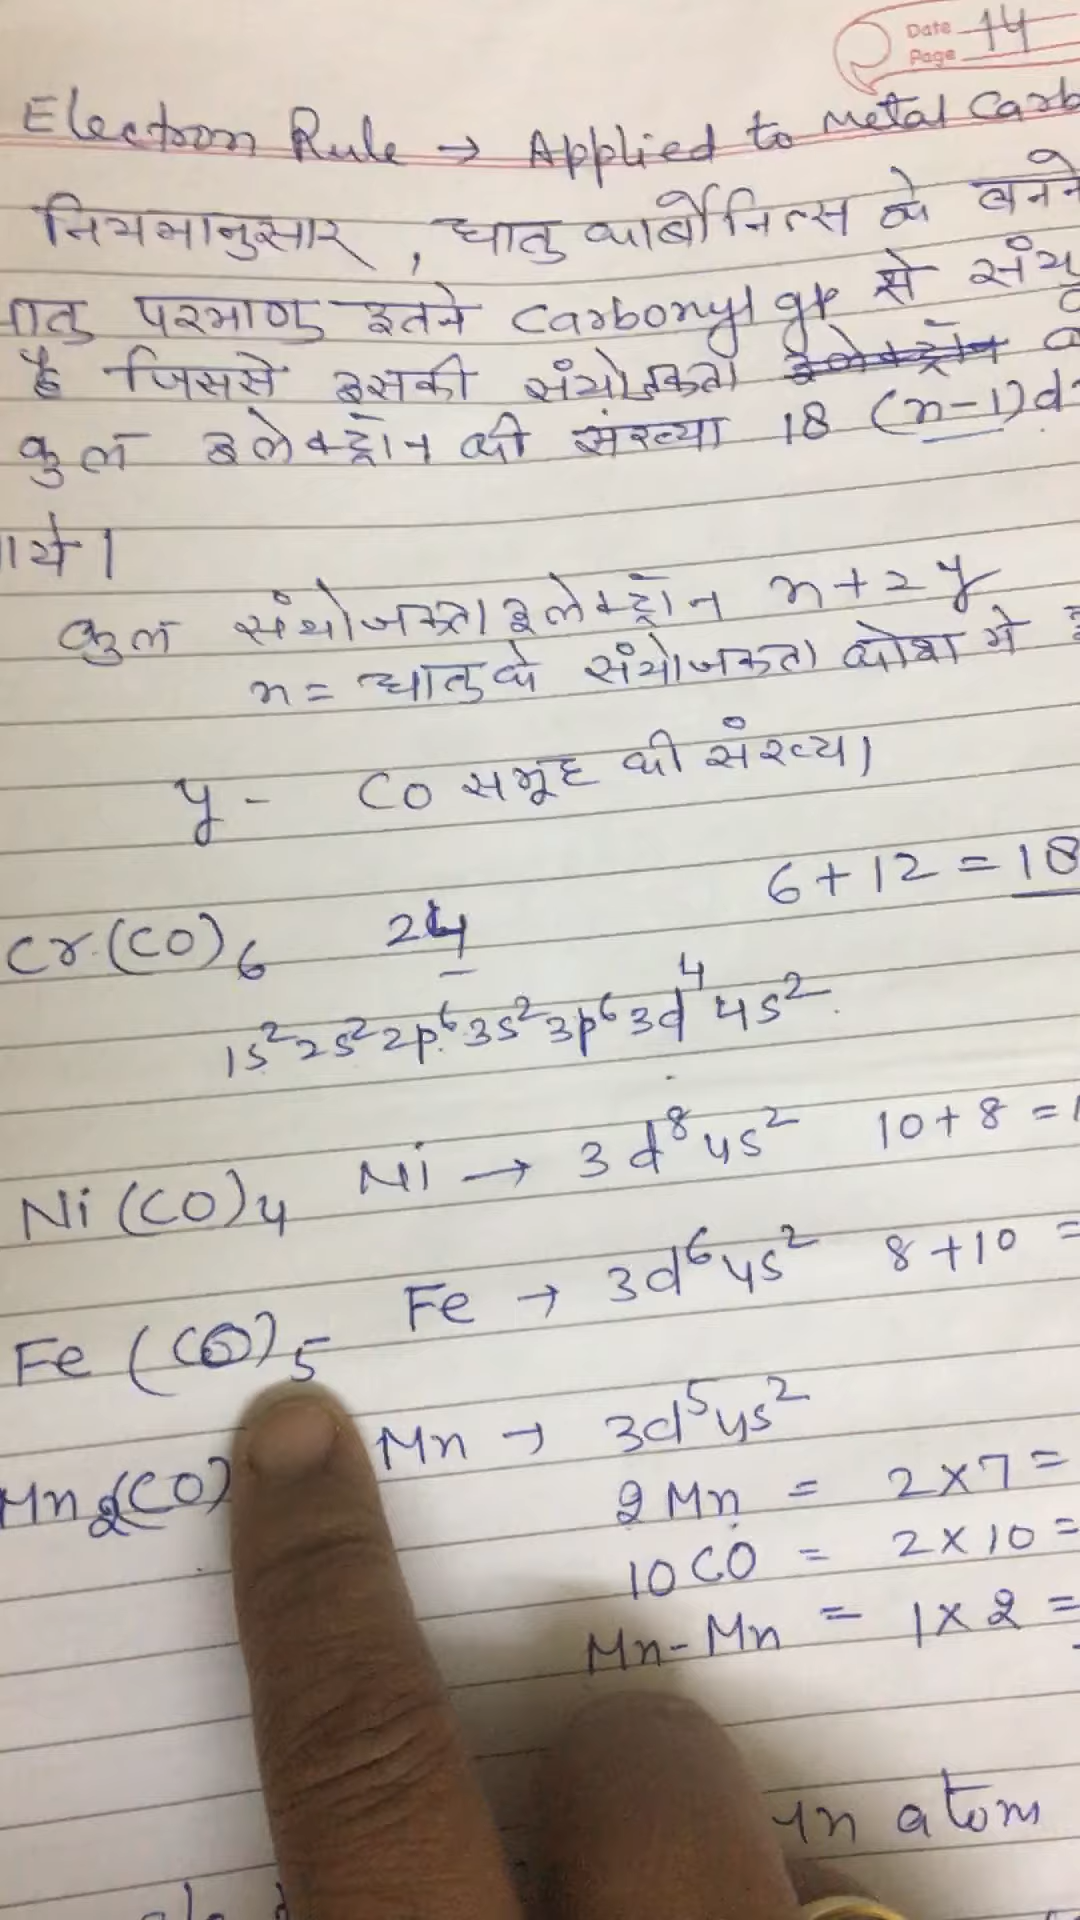 Date 14
Page
Electron Rule → Applied to Metal Carb
नियमानुसार, धातु कार्बोनिल्स के बनने
परमाणु इतने Carbonyl gp से संयु
है जिससे इसकी संयोजकता
कुल इलेक्ट्रॉन की संख्या 18 (n-1)d
कुल संयोजकता इलेक्ट्रॉन n+2y
n = धातु के संयोजकता कोश में
y - CO समूह की संख्या
6+12 = 18
Cr(CO)6 24
1s² 2s² 2p⁶ 3s² 3p⁶ 3d⁴ 4s²
Ni(CO)4 Ni → 3d⁸ 4s² 10+8 =
Fe(CO)5 Fe → 3d⁶ 4s² 8+10 =
Mn2(CO) Mn → 3d⁵ 4s²
2Mn = 2×7 =
10CO = 2×10 =
Mn-Mn = 1×2 =
atom